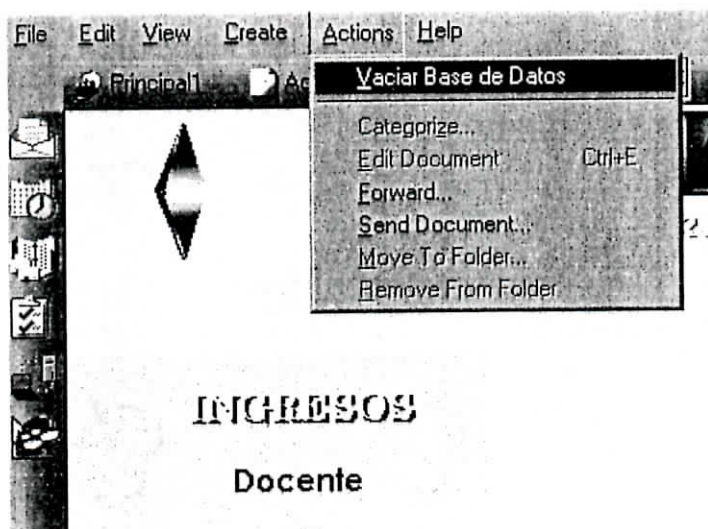 File Edit View Create Actions Help
Principal1
Vaciar Base de Datos
Categorize...
Edit Document Ctrl+E
Forward...
Send Document...
Move To Folder...
Remove From Folder
INGRESOS
Docente